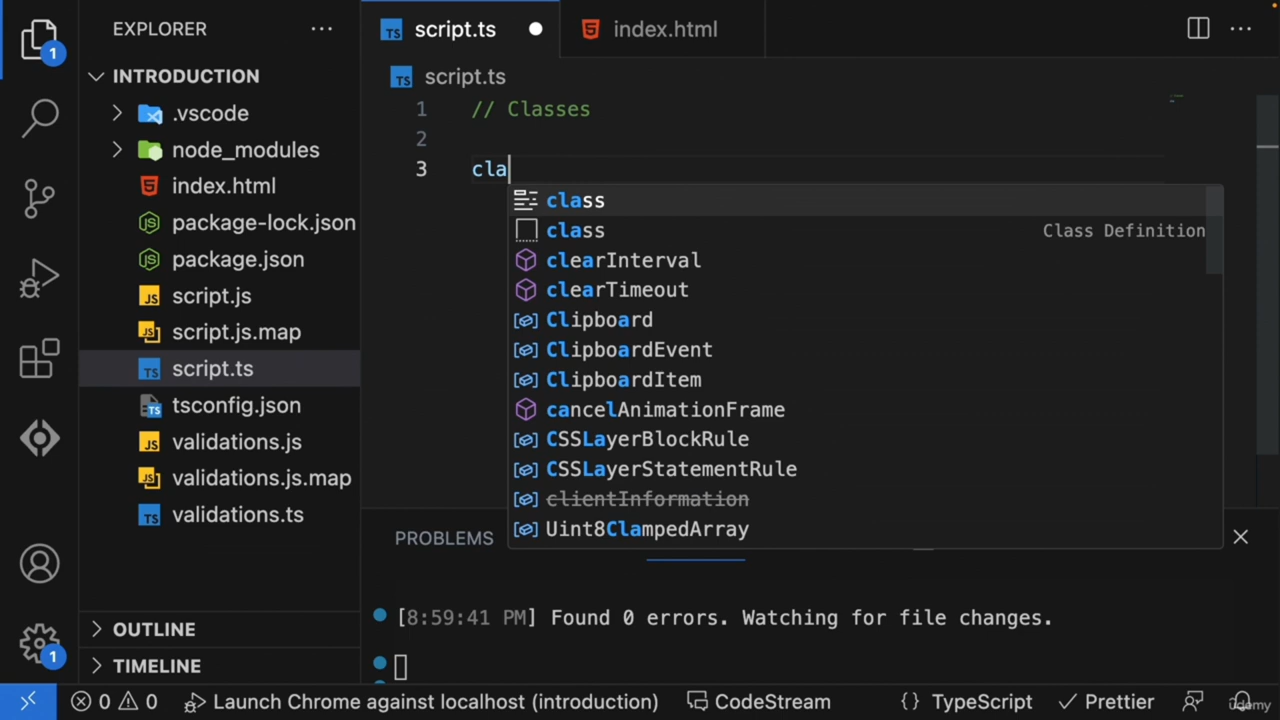 EXPLORER
INTRODUCTION
.vscode
node_modules
index.html
package-lock.json
package.json
script.js
script.js.map
script.ts
tsconfig.json
validations.js
validations.js.map
validations.ts
OUTLINE
TIMELINE
1
1
script.ts
index.html
script.ts
1 // Classes
2
3 cla
class
class Class Definition
clearInterval
clearTimeout
Clipboard
ClipboardEvent
ClipboardItem
cancelAnimationFrame
CSSLayerBlockRule
CSSLayerStatementRule
clientInformation
Uint8ClampedArray
PROBLEMS
[8:59:41 PM] Found 0 errors. Watching for file changes.
0 0 Launch Chrome against localhost (introduction) CodeStream {} TypeScript Prettier
udemy